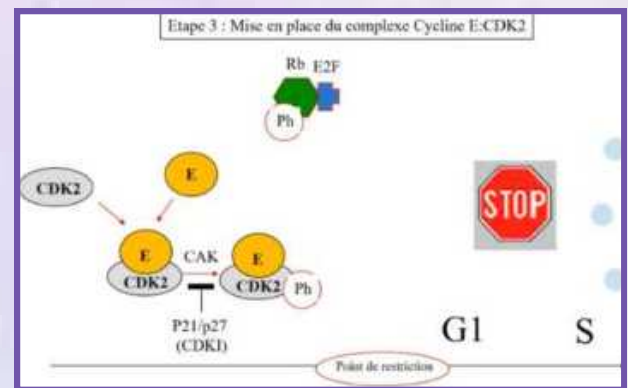 Etape 3 : Mise en place du complexe Cycline E:CDK2
Rb E2F
Ph
CDK2
E
STOP
E
CDK2
CAK
E
CDK2
Ph
P21/p27
(CDKI)
G1 S
Point de restriction